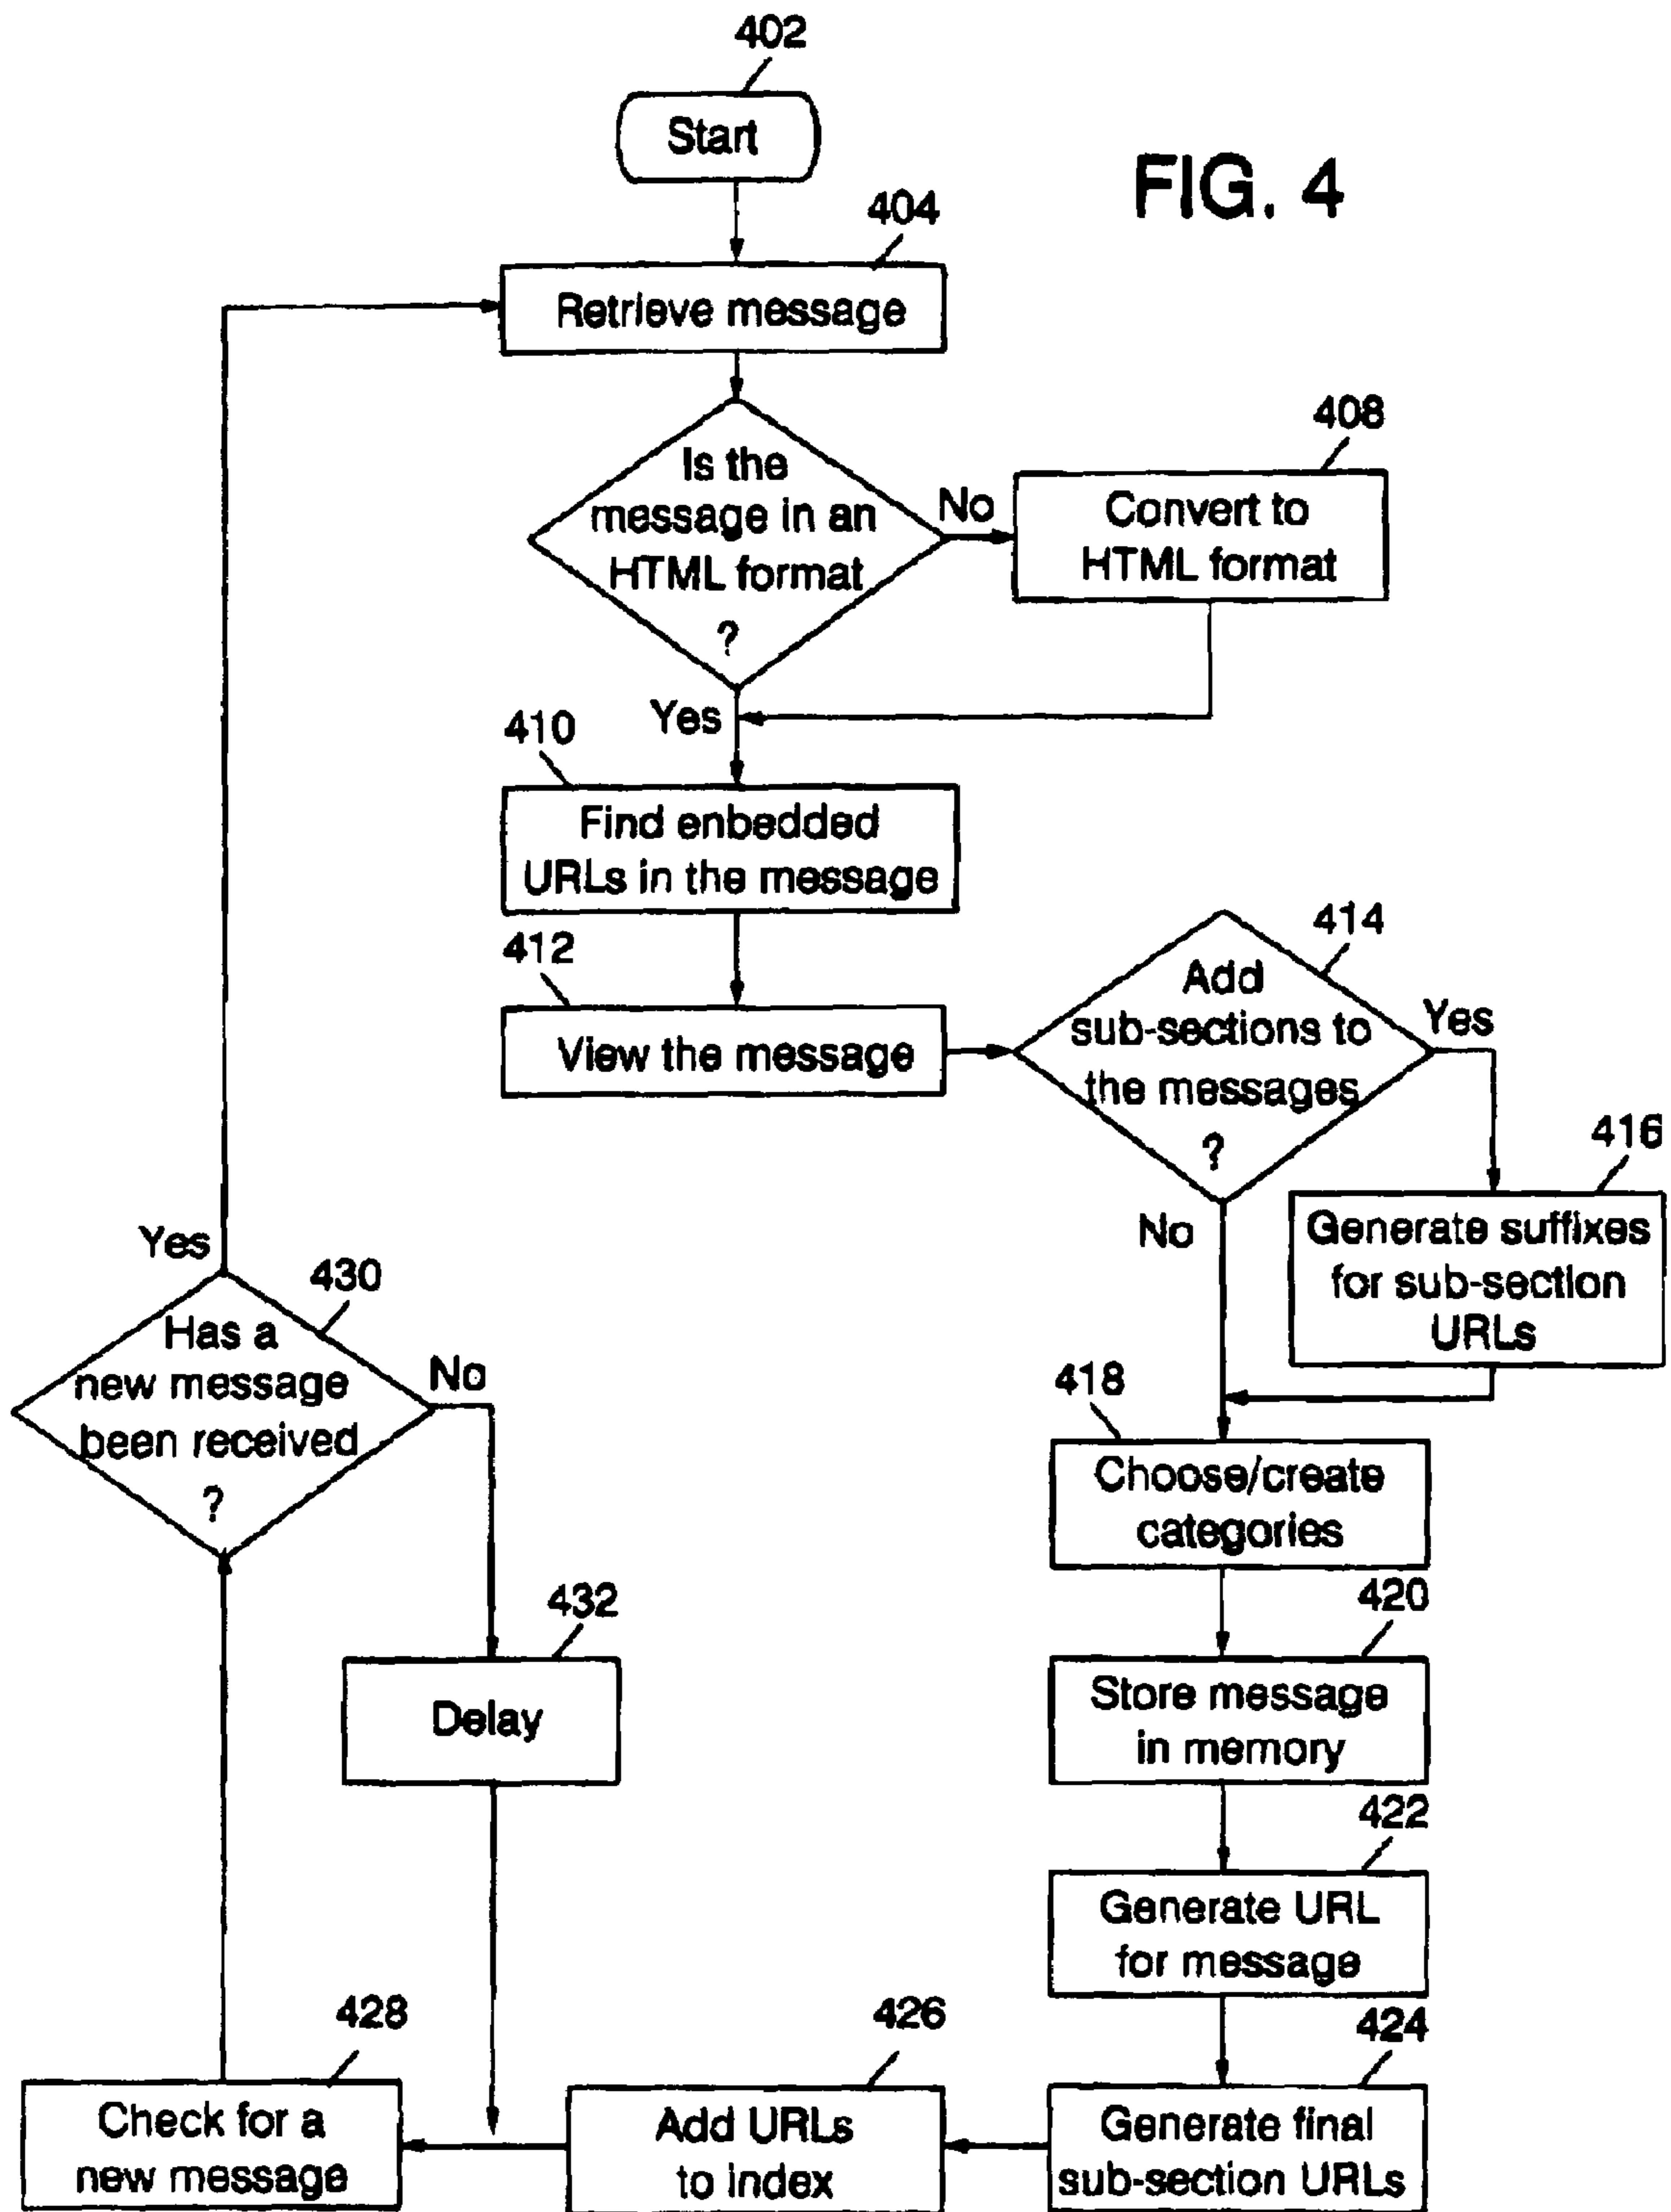 402
Start
FIG. 4
404
Retrieve message
408
Is the
message in an
HTML format
?
No
Convert to
HTML format
Yes
410
Find enbedded
URLs in the message
412
View the message
414
Add
sub-sections to
the messages
?
Yes
416
No
Generate suffixes
for sub-section
URLs
Yes
430
Has a
new message
been received
?
No
418
Choose/create
categories
432
Delay
420
Store message
in memory
422
Generate URL
for message
428
Check for a
new message
426
Add URLs
to index
424
Generate final
sub-section URLs